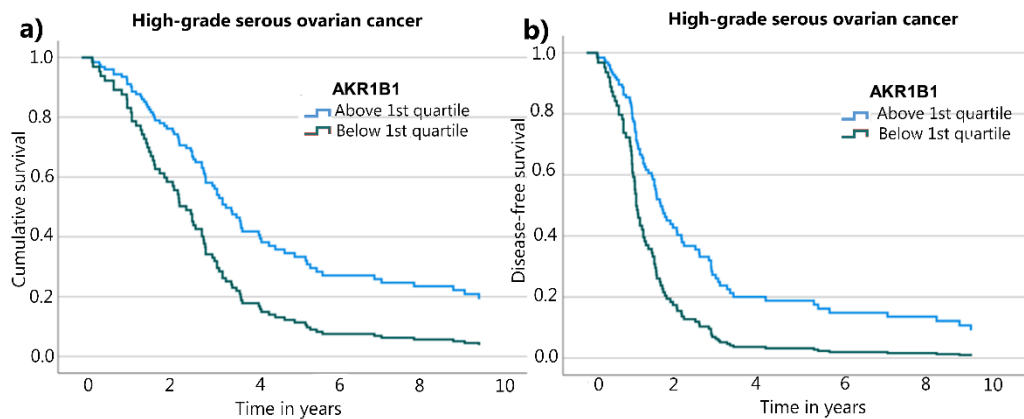 a)
High-grade serous ovarian cancer
Cumulative survival
1.0
0.8
0.6
0.4
0.2
0.0
AKR1B1
Above 1st quartile
Below 1st quartile
0 2 4 6 8 10
Time in years
b)
High-grade serous ovarian cancer
Disease-free survival
1.0
0.8
0.6
0.4
0.2
0.0
AKR1B1
Above 1st quartile
Below 1st quartile
0 2 4 6 8 10
Time in years